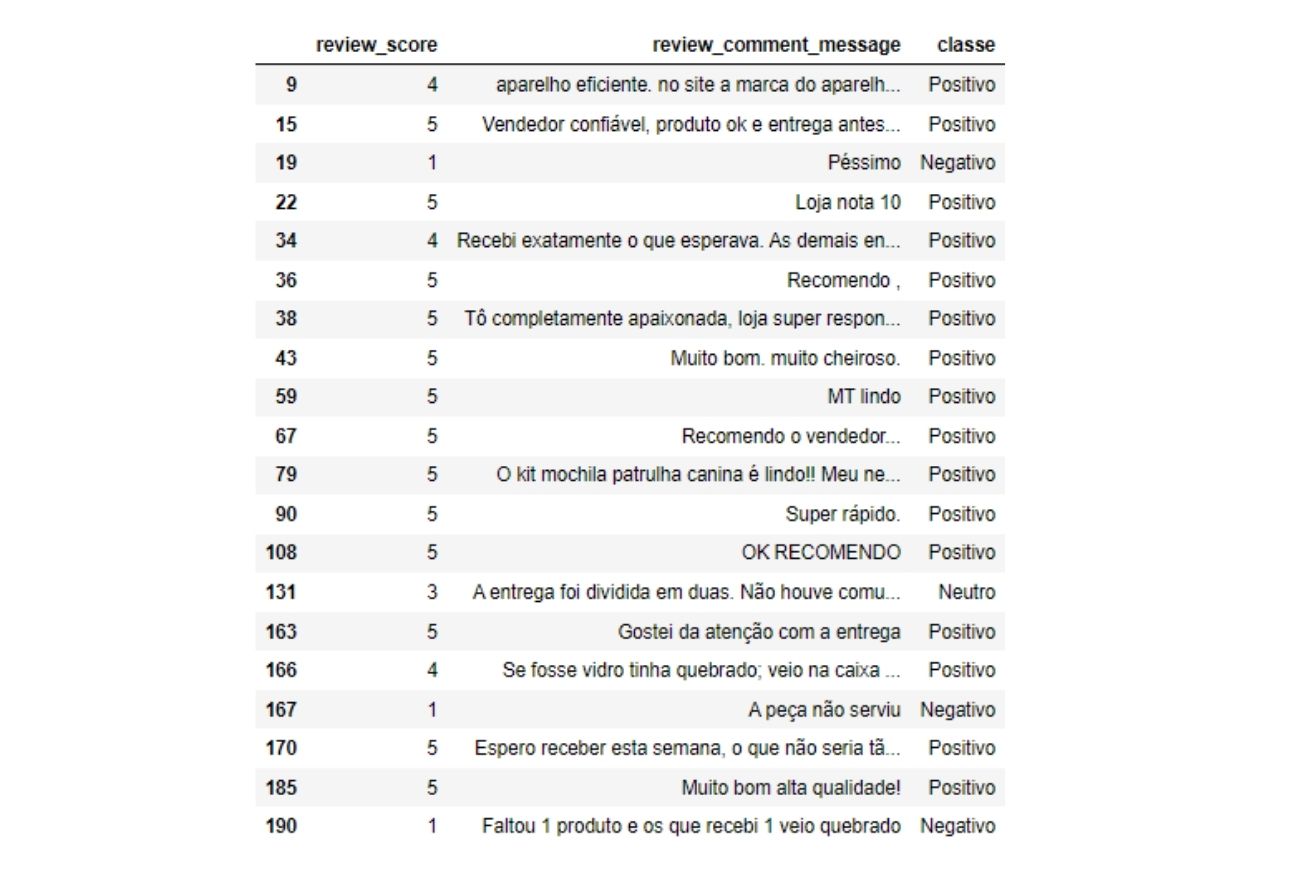 review_score review_comment_message classe
9 4 aparelho eficiente. no site a marca do aparelh... Positivo
15 5 Vendedor confiável, produto ok e entrega antes... Positivo
19 1 Péssimo Negativo
22 5 Loja nota 10 Positivo
34 4 Recebi exatamente o que esperava. As demais en... Positivo
36 5 Recomendo , Positivo
38 5 Tô completamente apaixonada, loja super respon... Positivo
43 5 Muito bom. muito cheiroso. Positivo
59 5 MT lindo Positivo
67 5 Recomendo o vendedor... Positivo
79 5 O kit mochila patrulha canina é lindo!! Meu ne... Positivo
90 5 Super rápido. Positivo
108 5 OK RECOMENDO Positivo
131 3 A entrega foi dividida em duas. Não houve comu... Neutro
163 5 Gostei da atenção com a entrega Positivo
166 4 Se fosse vidro tinha quebrado; veio na caixa ... Positivo
167 1 A peça não serviu Negativo
170 5 Espero receber esta semana, o que não seria tã... Positivo
185 5 Muito bom alta qualidade! Positivo
190 1 Faltou 1 produto e os que recebi 1 veio quebrado Negativo